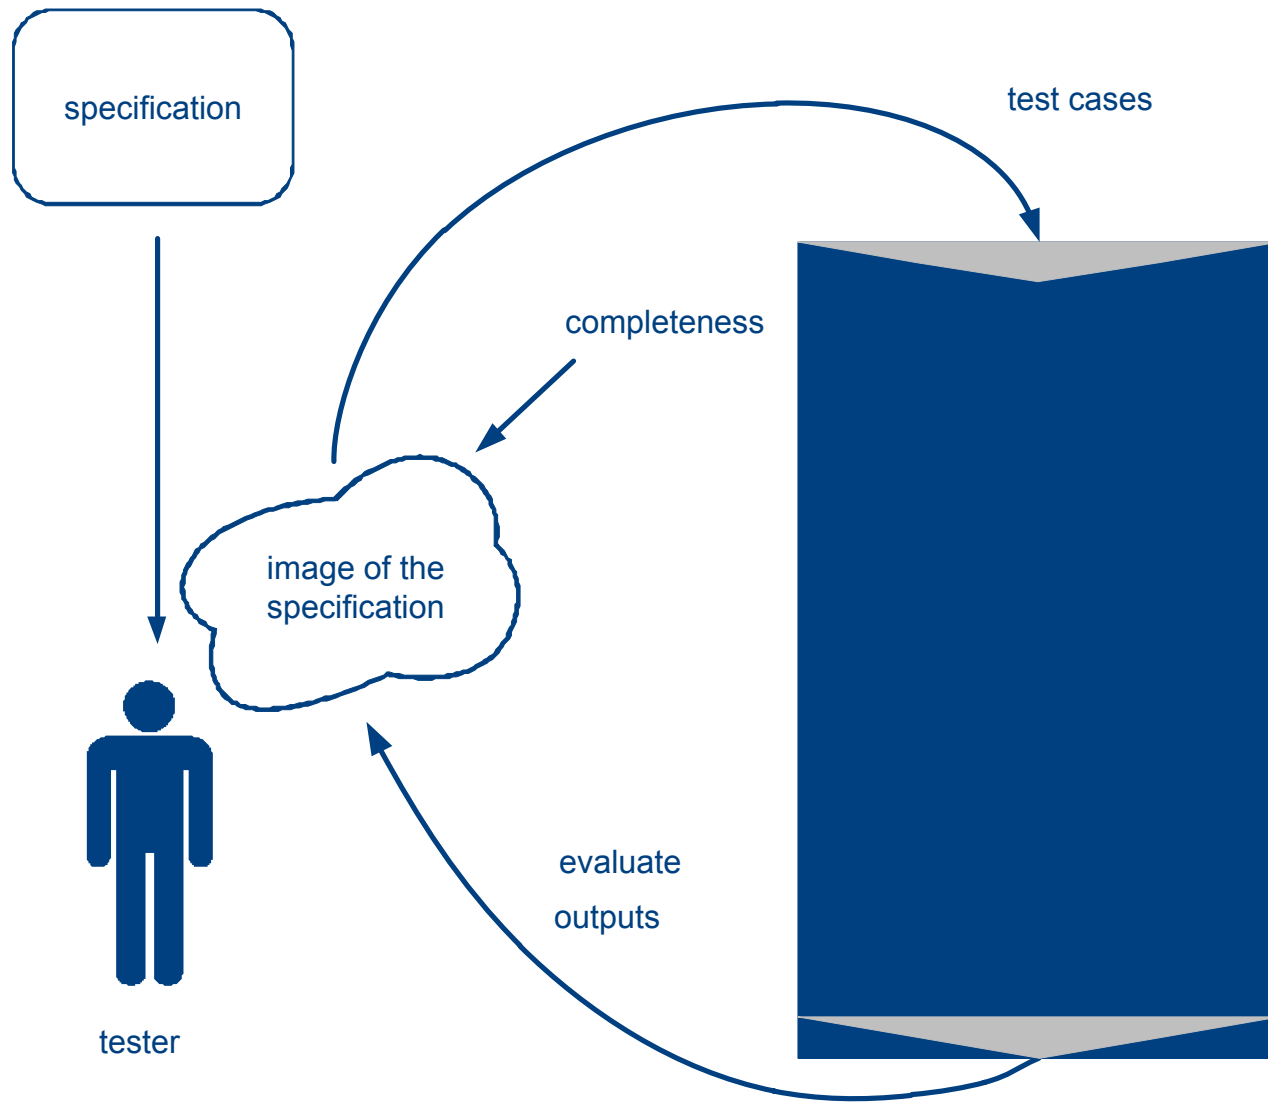 specification
test cases
completeness
image of the
specification
evaluate
outputs
tester